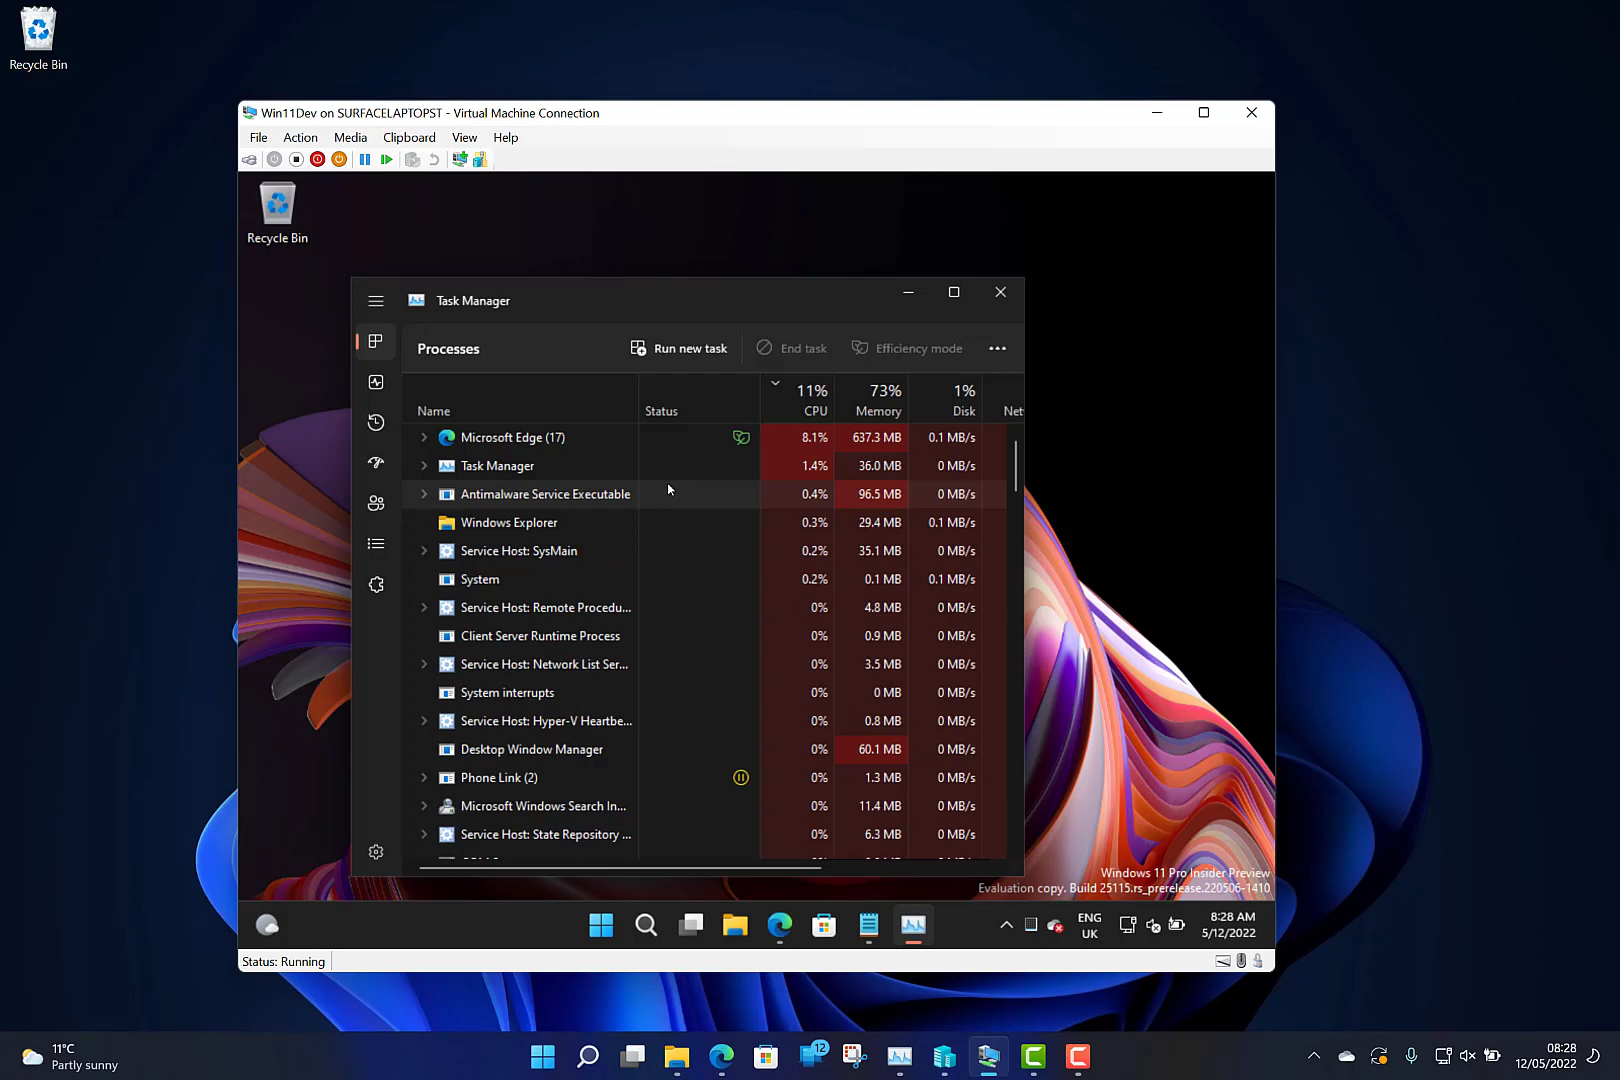 Recycle Bin
Win11Dev on SURFACELAPTOPST - Virtual Machine Connection
File Action Media Clipboard View Help
Recycle Bin
Task Manager
Processes Run new task End task Efficiency mode
11% 73% 1%
Name Status CPU Memory Disk Net
Microsoft Edge (17) 8.1% 637.3 MB 0.1 MB/s
Task Manager 1.4% 36.0 MB 0 MB/s
Antimalware Service Executable 0.4% 96.5 MB 0 MB/s
Windows Explorer 0.3% 29.4 MB 0.1 MB/s
Service Host: SysMain 0.2% 35.1 MB 0 MB/s
System 0.2% 0.1 MB 0.1 MB/s
Service Host: Remote Procedu... 0% 4.8 MB 0 MB/s
Client Server Runtime Process 0% 0.9 MB 0 MB/s
Service Host: Network List Ser... 0% 3.5 MB 0 MB/s
System interrupts 0% 0 MB 0 MB/s
Service Host: Hyper-V Heartbe... 0% 0.8 MB 0 MB/s
Desktop Window Manager 0% 60.1 MB 0 MB/s
Phone Link (2) 0% 1.3 MB 0 MB/s
Microsoft Windows Search In... 0% 11.4 MB 0 MB/s
Service Host: State Repository ... 0% 6.3 MB 0 MB/s
Windows 11 Pro Insider Preview
Evaluation copy. Build 25115.rs_prerelease.220506-1410
ENG 8:28 AM
UK 5/12/2022
Status: Running
11°C
Partly sunny
12
08:28
12/05/2022